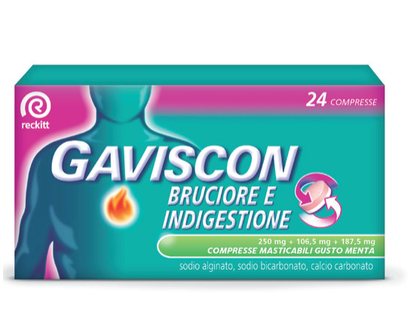 24 COMPRESSE
reckitt
GAVISCON
BRUCIORE E
INDIGESTIONE
250 mg + 106,5 mg + 187,5 mg
COMPRESSE MASTICABILI GUSTO MENTA
sodio alginato, sodio bicarbonato, calcio carbonato